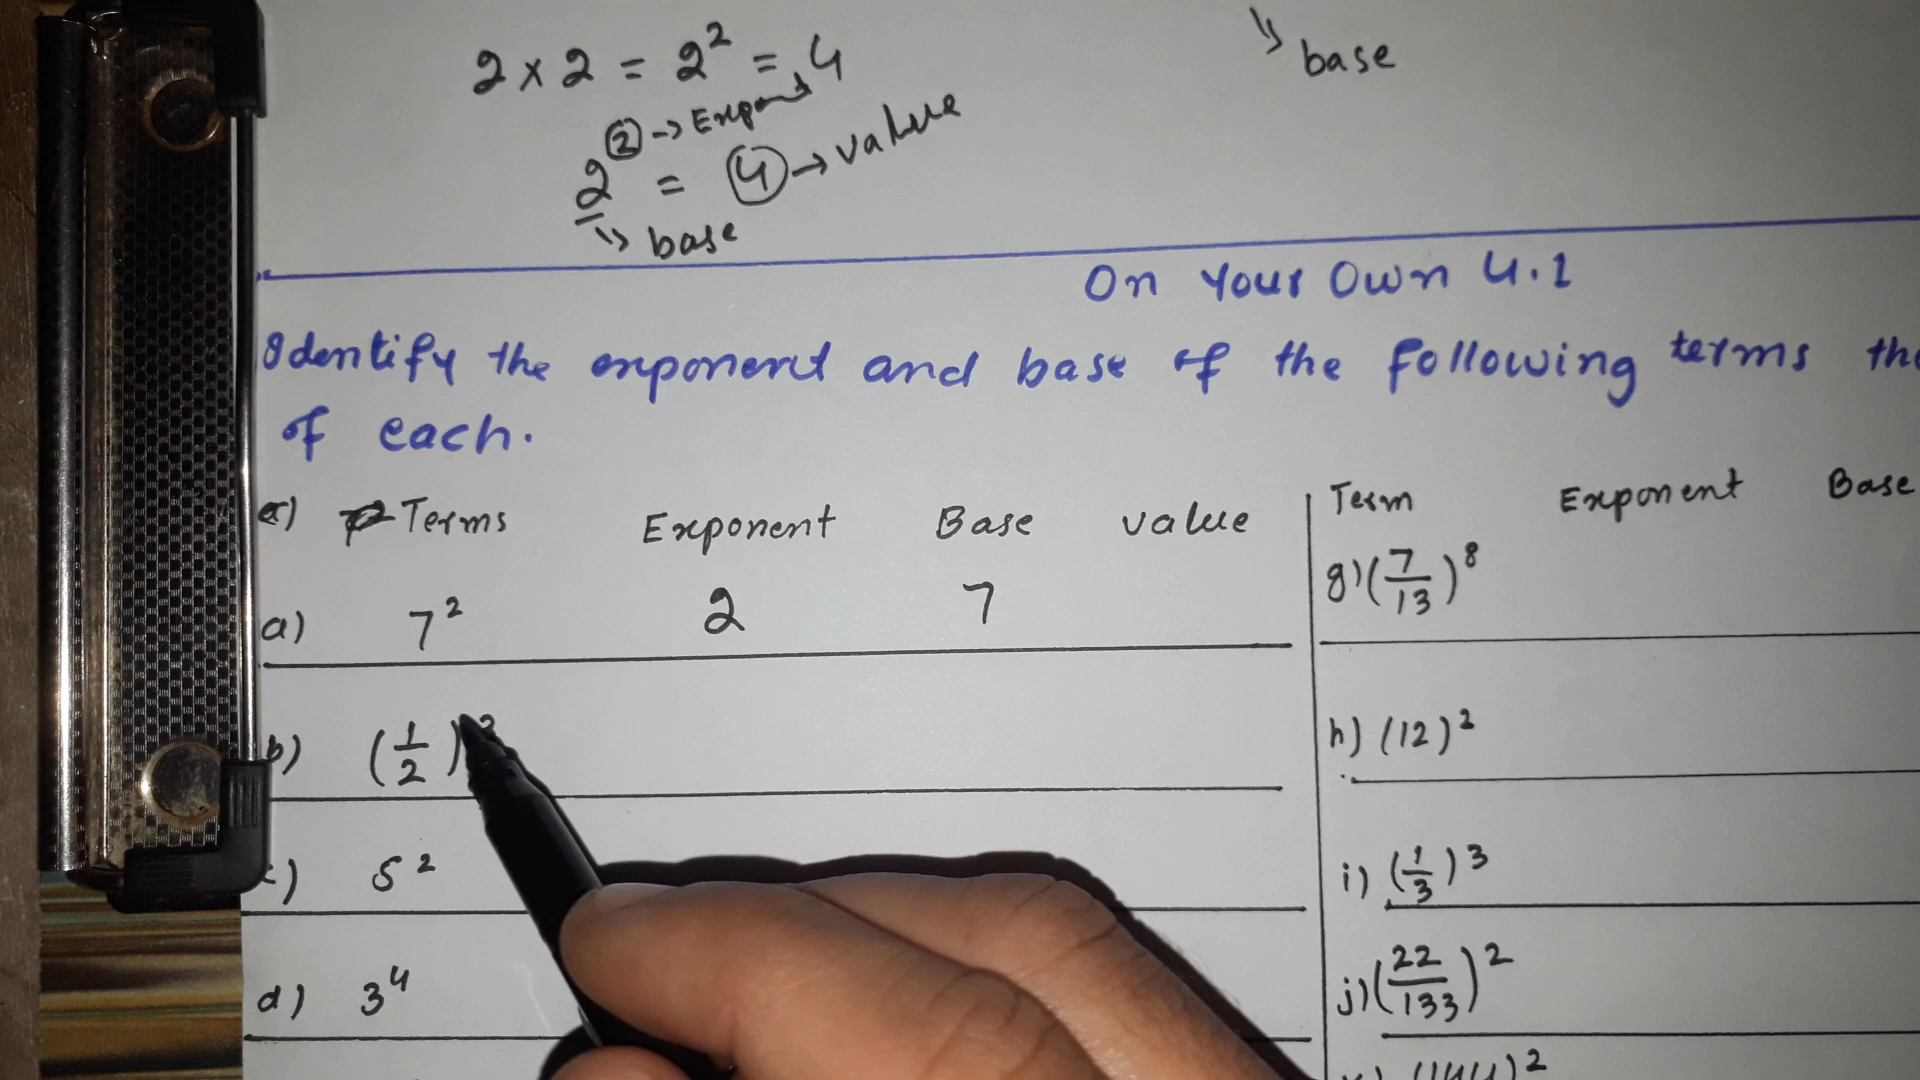 2 x 2 = 2² = 4
base
② -> Exponent
2 = ④ -> value
base
On Your Own 4.1
Identify the exponent and base of the following terms
of each.
Terms Exponent Base value
a) 7² 2 7
b) (1/2)
c) 5²
d) 3⁴
Term Exponent Base
g) (7/13)⁸
h) (12)²
i) (1/3)³
j) (22/133)²